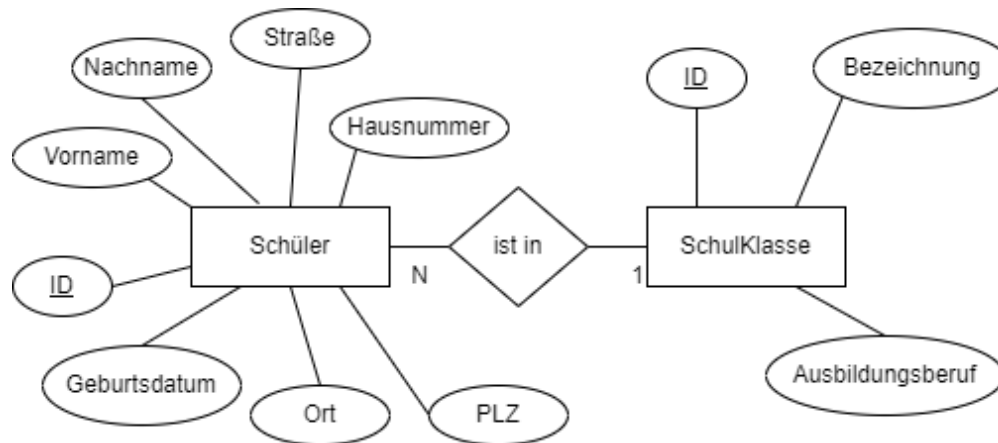 Straße
Nachname
ID
Bezeichnung
Hausnummer
Vorname
Schüler
ist in
SchulKlasse
N
1
ID
Geburtsdatum
Ausbildungsberuf
Ort
PLZ